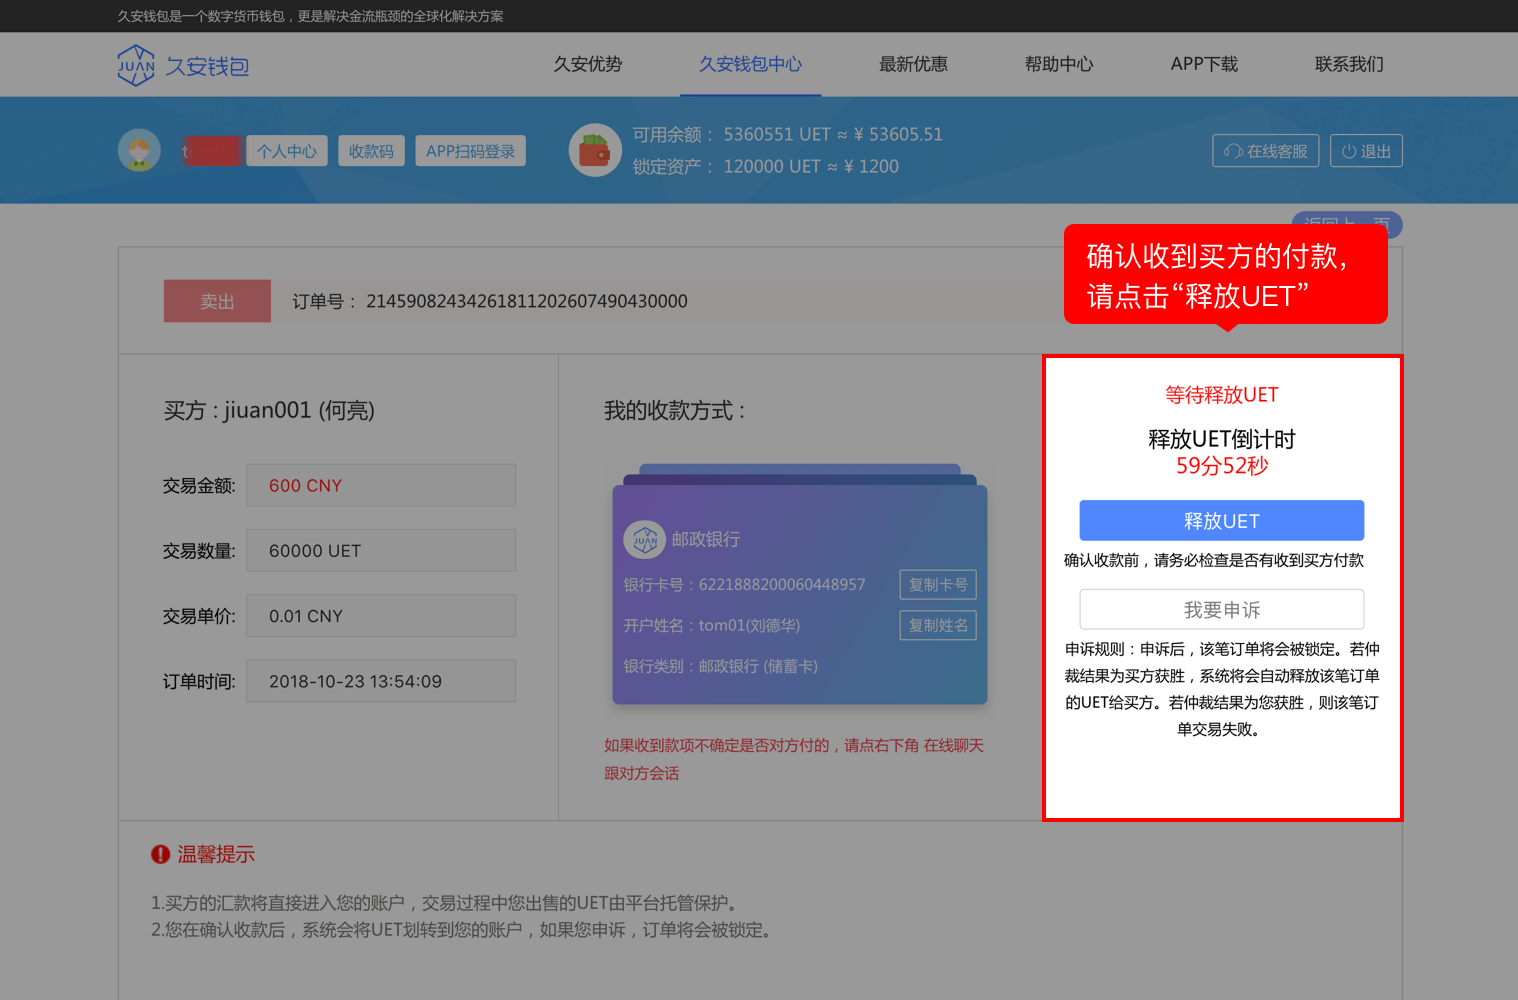 久安钱包是一个数字货币钱包，更是解决金流瓶颈的全球化解决方案
JUAN 久安钱包
久安优势
久安钱包中心
最新优惠
帮助中心
APP下载
联系我们
个人中心
收款码
APP扫码登录
可用余额： 5360551 UET ≈ ¥ 53605.51
锁定资产： 120000 UET ≈ ¥ 1200
在线客服
退出
确认收到买方的付款，
请点击“释放UET”
卖出
订单号： 21459082434261811202607490430000
买方 : jiuan001 (何亮)
交易金额: 600 CNY
交易数量: 60000 UET
交易单价: 0.01 CNY
订单时间: 2018-10-23 13:54:09
我的收款方式 :
JUAN 邮政银行
银行卡号：6221888200060448957 复制卡号
开户姓名：tom01(刘德华) 复制姓名
银行类别：邮政银行 (储蓄卡)
如果收到款项不确定是否对方付的，请点右下角 在线聊天
跟对方会话
等待释放UET
释放UET倒计时
59分52秒
释放UET
确认收款前，请务必检查是否有收到买方付款
我要申诉
申诉规则：申诉后，该笔订单将会被锁定。若仲
裁结果为买方获胜，系统将会自动释放该笔订单
的UET给买方。若仲裁结果为您获胜，则该笔订
单交易失败。
温馨提示
1.买方的汇款将直接进入您的账户，交易过程中您出售的UET由平台托管保护。
2.您在确认收款后，系统会将UET划转到您的账户，如果您申诉，订单将会被锁定。